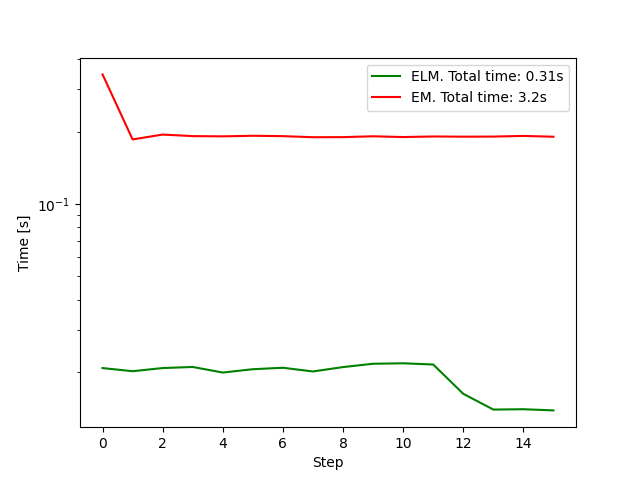 ELM. Total time: 0.31s
EM. Total time: 3.2s
Time [s]
10⁻¹
0 2 4 6 8 10 12 14
Step